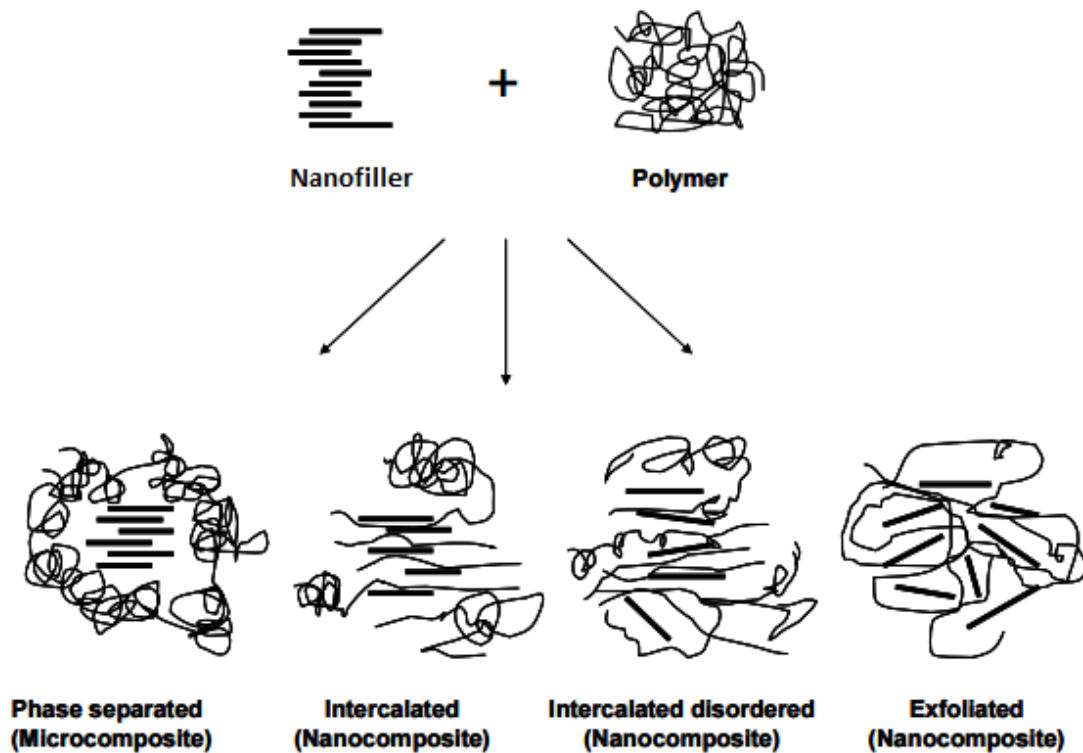 +
Nanofiller
Polymer
Phase separated
(Microcomposite)
Intercalated
(Nanocomposite)
Intercalated disordered
(Nanocomposite)
Exfoliated
(Nanocomposite)